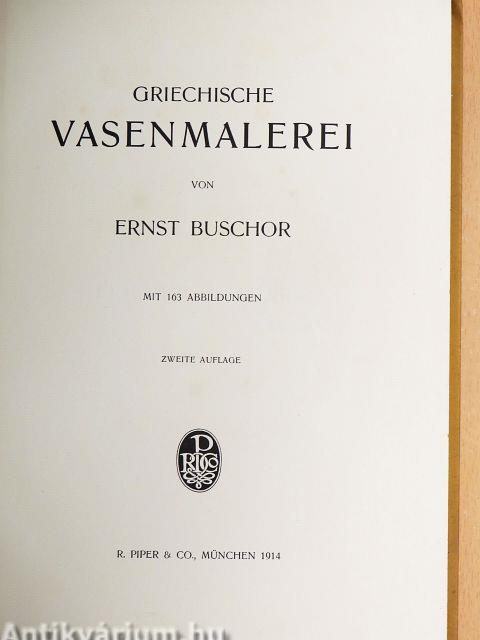 GRIECHISCHE
VASENMALEREI
VON
ERNST BUSCHOR
MIT 163 ABBILDUNGEN
ZWEITE AUFLAGE
P
R. PIPER & CO., MÜNCHEN 1914
Antikvárium.hu